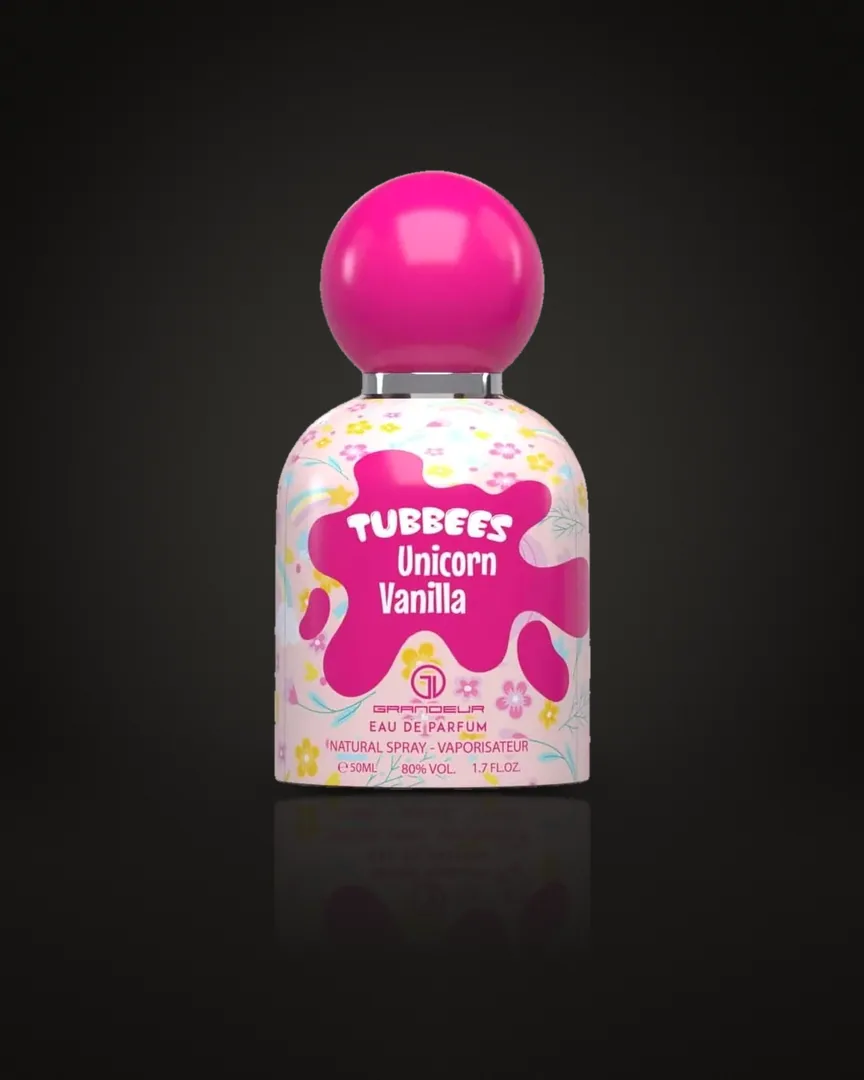 TUBBEES
Unicorn
Vanilla
GRANDEUR
EAU DE PARFUM
NATURAL SPRAY - VAPORISATEUR
℮ 50ML 80% VOL. 1.7 FL.OZ.